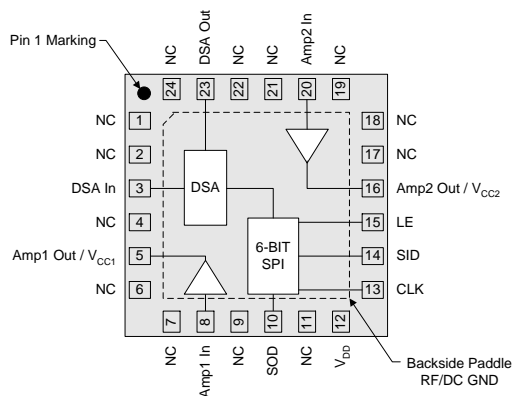 Pin 1 Marking
NC
DSA Out
NC
NC
Amp2 In
NC
24
23
22
21
20
19
NC
1
18
NC
NC
2
17
NC
DSA In
3
DSA
16
Amp2 Out / VCC2
NC
4
15
LE
Amp1 Out / VCC1
5
6-BIT
SPI
14
SID
NC
6
13
CLK
7
8
9
10
11
12
NC
Amp1 In
NC
SOD
NC
VDD
Backside Paddle
RF/DC GND